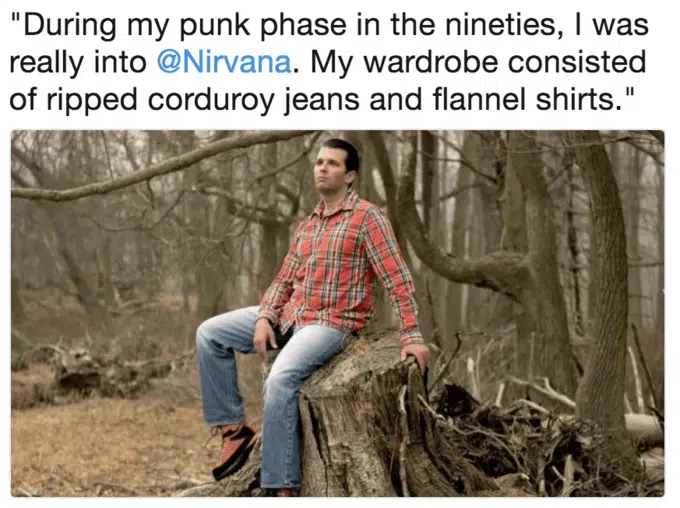 "During my punk phase in the nineties, I was
really into @Nirvana. My wardrobe consisted
of ripped corduroy jeans and flannel shirts."